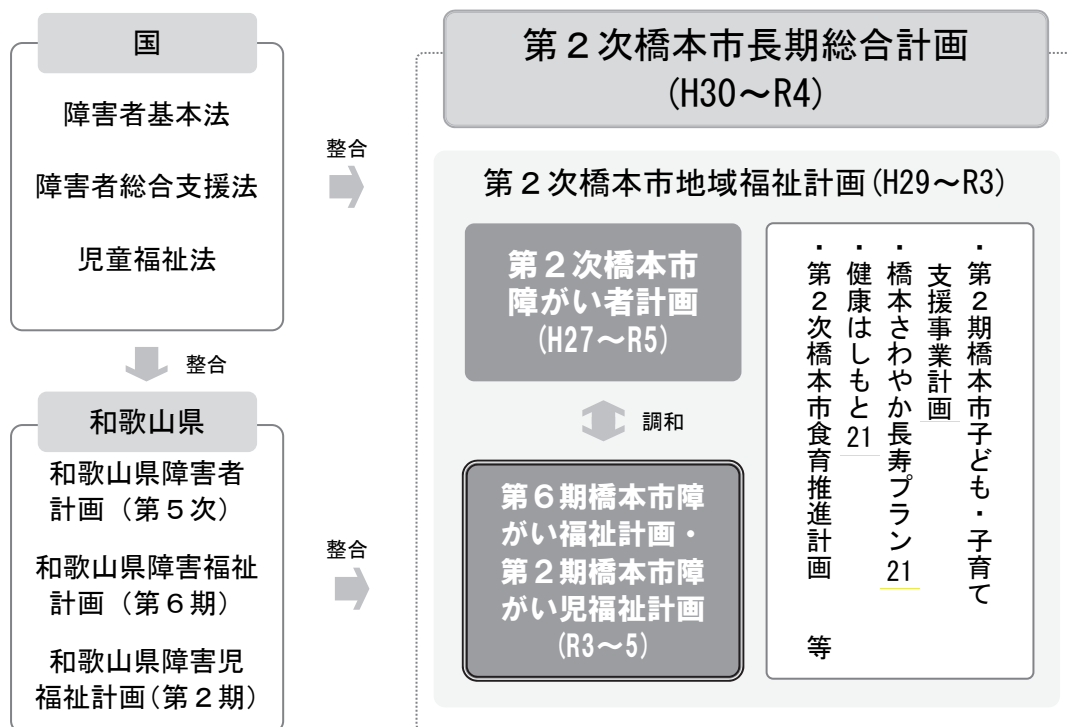 国
障害者基本法
障害者総合支援法
児童福祉法
整合
整合
和歌山県
和歌山県障害者
計画（第５次）
和歌山県障害福祉
計画（第６期）
和歌山県障害児
福祉計画(第２期)
整合
第２次橋本市長期総合計画
(H30～R4)
第２次橋本市地域福祉計画(H29～R3)
第２次橋本市
障がい者計画
(H27～R5)
調和
第６期橋本市障
がい福祉計画・
第２期橋本市障
がい児福祉計画
(R3～5)
・第２期橋本市子ども・子育て
支援事業計画
・橋本さわやか長寿プラン21
・健康はしもと21
・第２次橋本市食育推進計画　等